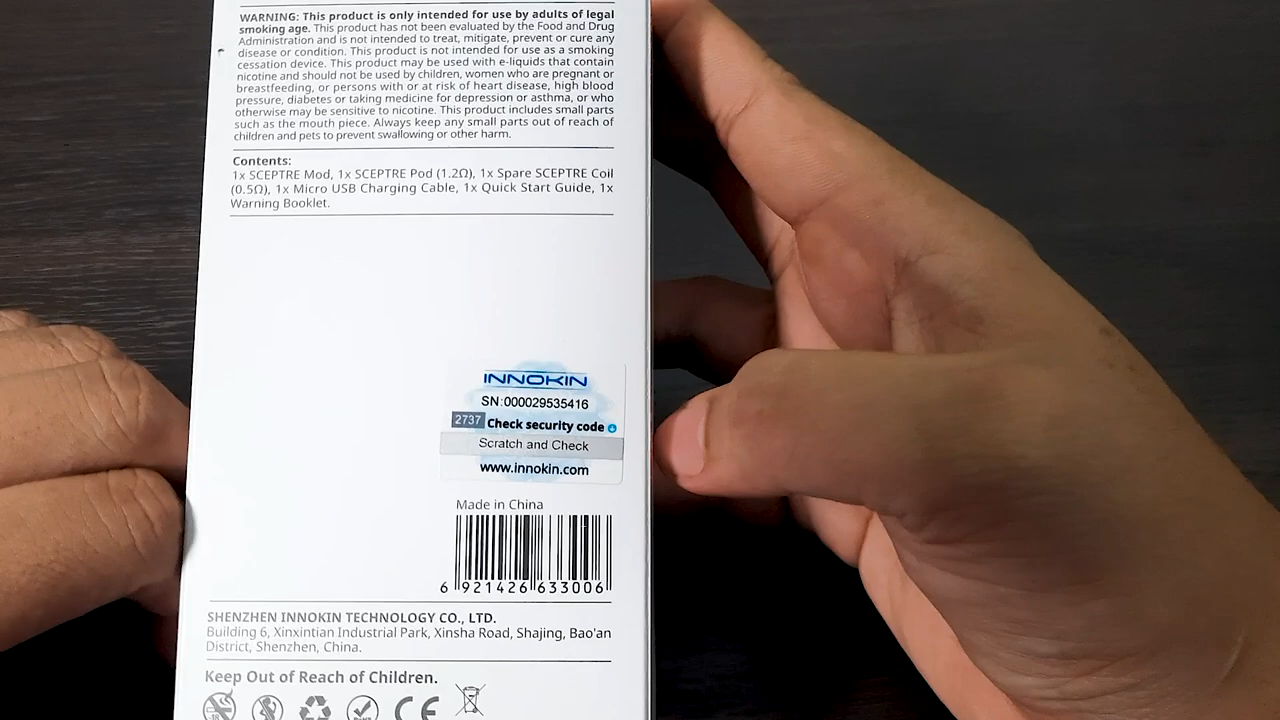 WARNING: This product is only intended for use by adults of legal
smoking age. This product has not been evaluated by the Food and Drug
Administration and is not intended to treat, mitigate, prevent or cure any
disease or condition. This product is not intended for use as a smoking
cessation device. This product may be used with e-liquids that contain
nicotine and should not be used by children, women who are pregnant or
breastfeeding, or persons with or at risk of heart disease, high blood
pressure, diabetes or taking medicine for depression or asthma, or who
otherwise may be sensitive to nicotine. This product includes small parts
such as the mouth piece. Always keep any small parts out of reach of
children and pets to prevent swallowing or other harm.
Contents:
1x SCEPTRE Mod, 1x SCEPTRE Pod (1.2Ω), 1x Spare SCEPTRE Coil
(0.5Ω), 1x Micro USB Charging Cable, 1x Quick Start Guide, 1x
Warning Booklet.
INNOKIN
SN:000029535416
2737 Check security code
Scratch and Check
www.innokin.com
Made in China
6 921426 633006
SHENZHEN INNOKIN TECHNOLOGY CO., LTD.
Building 6, Xinxintian Industrial Park, Xinsha Road, Shajing, Bao'an
District, Shenzhen, China.
Keep Out of Reach of Children.
CE